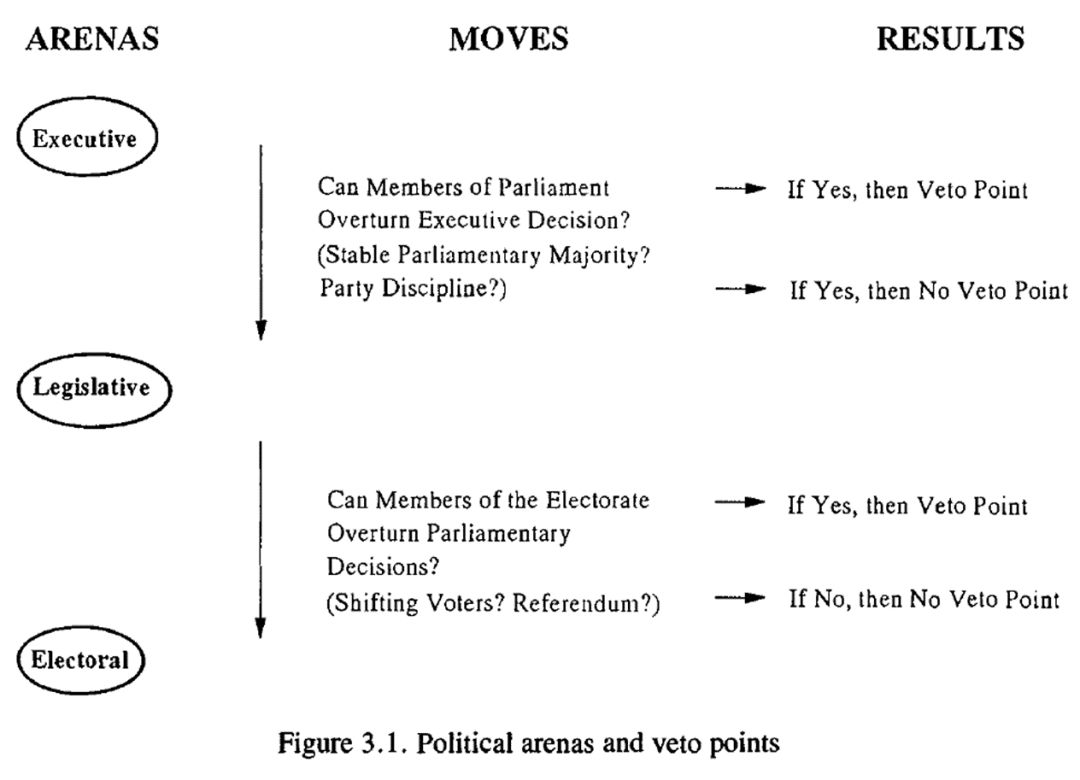 ARENAS MOVES RESULTS
Executive
Can Members of Parliament
If Yes, then Veto Point
Overturn Executive Decision?
(Stable Parliamentary Majority?
Party Discipline?)
If Yes, then No Veto Point
Legislative
Can Members of the Electorate
If Yes, then Veto Point
Overturn Parliamentary
Decisions?
(Shifting Voters? Referendum?)
If No, then No Veto Point
Electoral
Figure 3.1. Political arenas and veto points